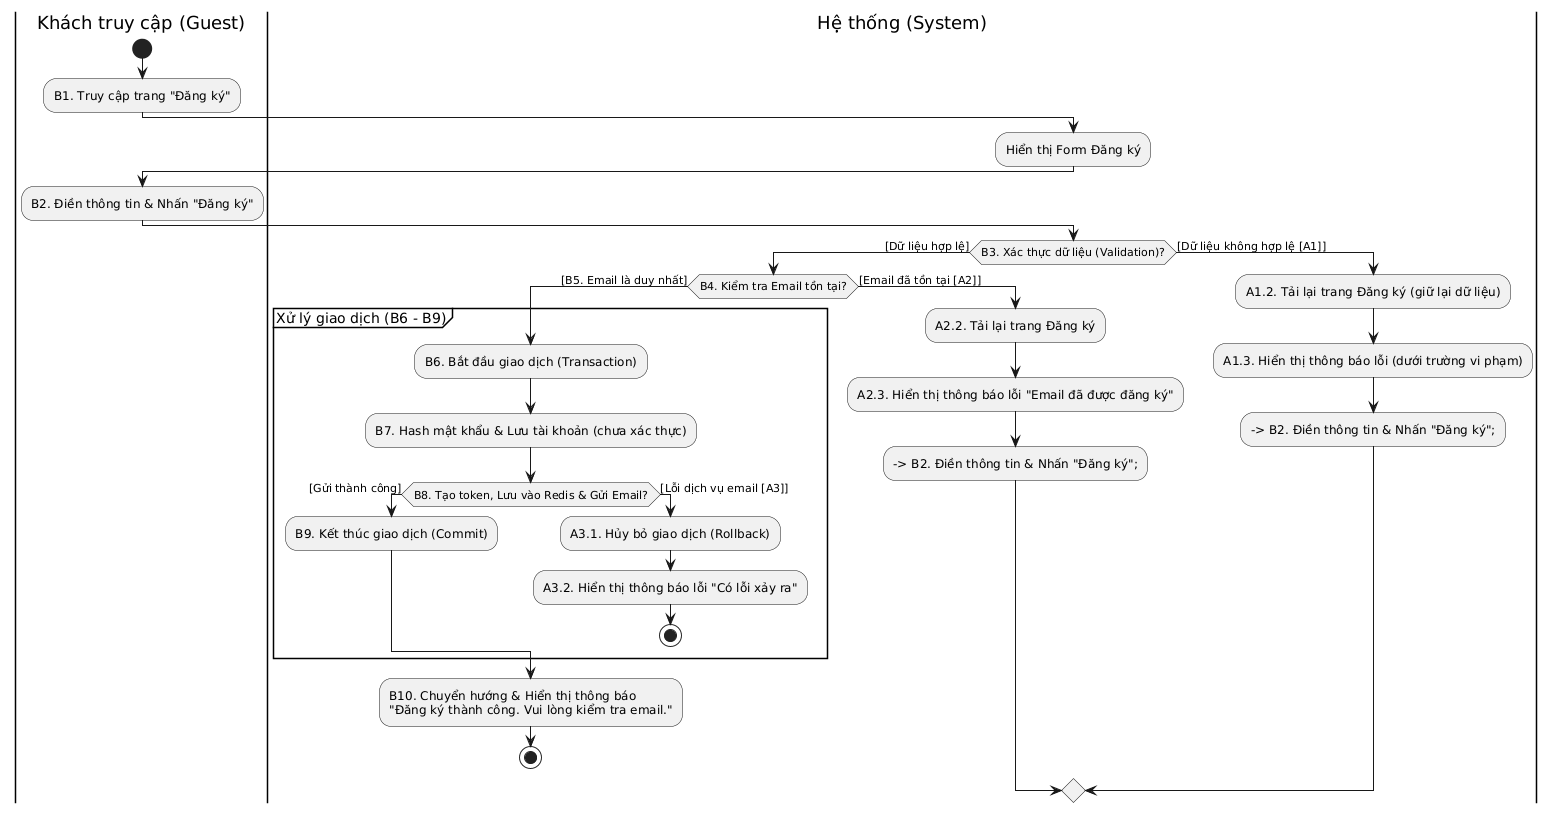 Khách truy cập (Guest)
Hệ thống (System)
B1. Truy cập trang "Đăng ký"
Hiển thị Form Đăng ký
B2. Điền thông tin & Nhấn "Đăng ký"
[Dữ liệu hợp lệ]
B3. Xác thực dữ liệu (Validation)?
[Dữ liệu không hợp lệ [A1]]
[B5. Email là duy nhất]
B4. Kiểm tra Email tồn tại?
[Email đã tồn tại [A2]]
A1.2. Tải lại trang Đăng ký (giữ lại dữ liệu)
Xử lý giao dịch (B6 - B9)
A2.2. Tải lại trang Đăng ký
B6. Bắt đầu giao dịch (Transaction)
A1.3. Hiển thị thông báo lỗi (dưới trường vi phạm)
A2.3. Hiển thị thông báo lỗi "Email đã được đăng ký"
B7. Hash mật khẩu & Lưu tài khoản (chưa xác thực)
-> B2. Điền thông tin & Nhấn "Đăng ký";
-> B2. Điền thông tin & Nhấn "Đăng ký";
[Gửi thành công]
B8. Tạo token, Lưu vào Redis & Gửi Email?
[Lỗi dịch vụ email [A3]]
B9. Kết thúc giao dịch (Commit)
A3.1. Hủy bỏ giao dịch (Rollback)
A3.2. Hiển thị thông báo lỗi "Có lỗi xảy ra"
B10. Chuyển hướng & Hiển thị thông báo
"Đăng ký thành công. Vui lòng kiểm tra email."